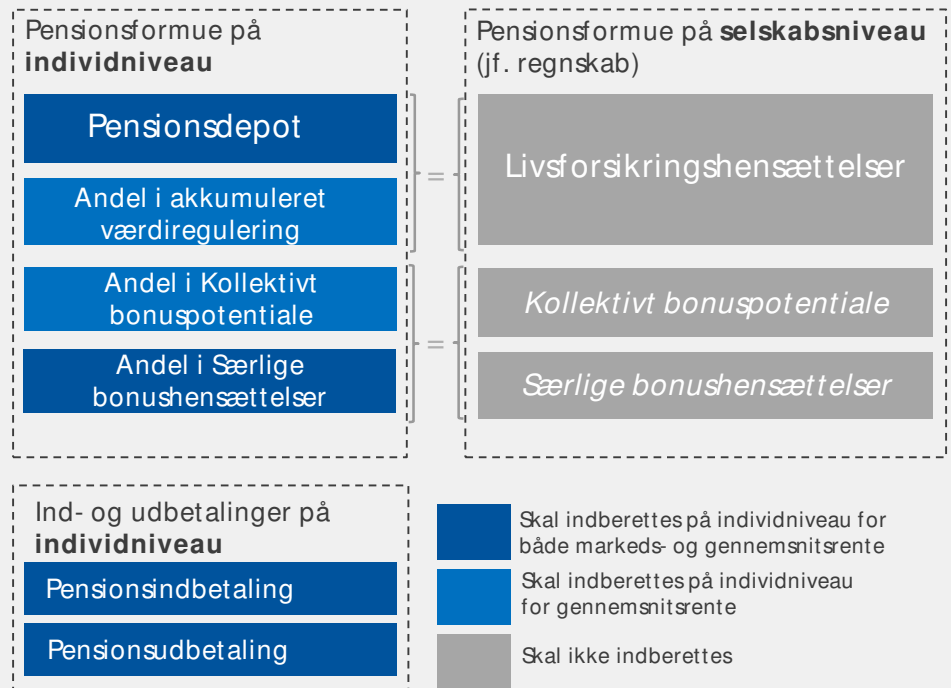 Pensionsformue på
individniveau
Pensionsdepot
Andel i akkumuleret
værdiregulering
Andel i Kollektivt
bonuspotentiale
Andel i Særlige
bonushensættelser
=
=
Pensionsformue på selskabsniveau
(jf. regnskab)
Livsforsikringshensættelser
Kollektivt bonuspotentiale
Særlige bonushensættelser
Ind- og udbetalinger på
individniveau
Pensionsindbetaling
Pensionsudbetaling
Skal indberettes på individniveau for
både markeds- og gennemsnitsrente
Skal indberettes på individniveau
for gennemsnitsrente
Skal ikke indberettes